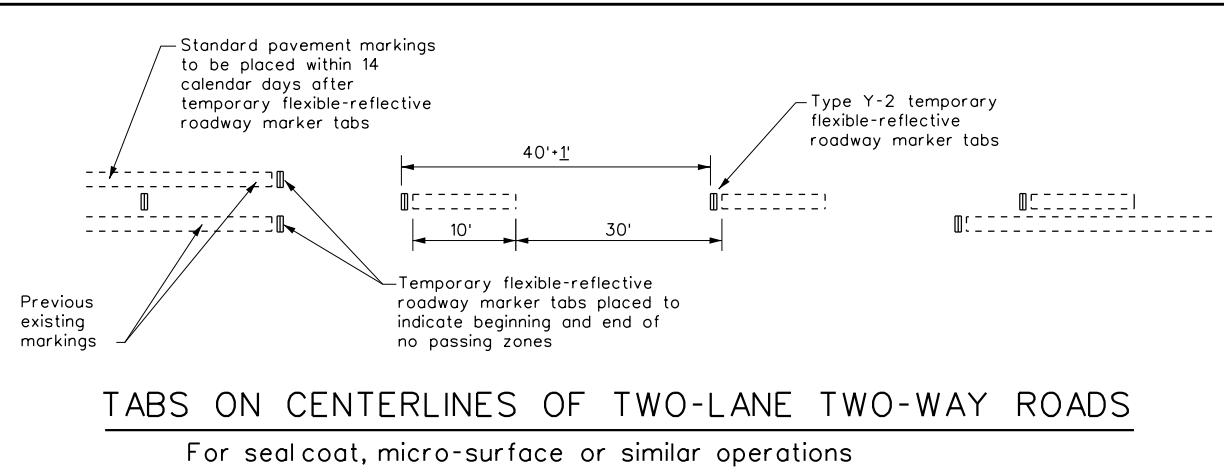 Standard pavement markings
to be placed within 14
calendar days after
temporary flexible-reflective
roadway marker tabs
Type Y-2 temporary
flexible-reflective
roadway marker tabs
40'+1'
10'
30'
Previous
existing
markings
Temporary flexible-reflective
roadway marker tabs placed to
indicate beginning and end of
no passing zones
TABS ON CENTERLINES OF TWO-LANE TWO-WAY ROADS
For seal coat, micro-surface or similar operations